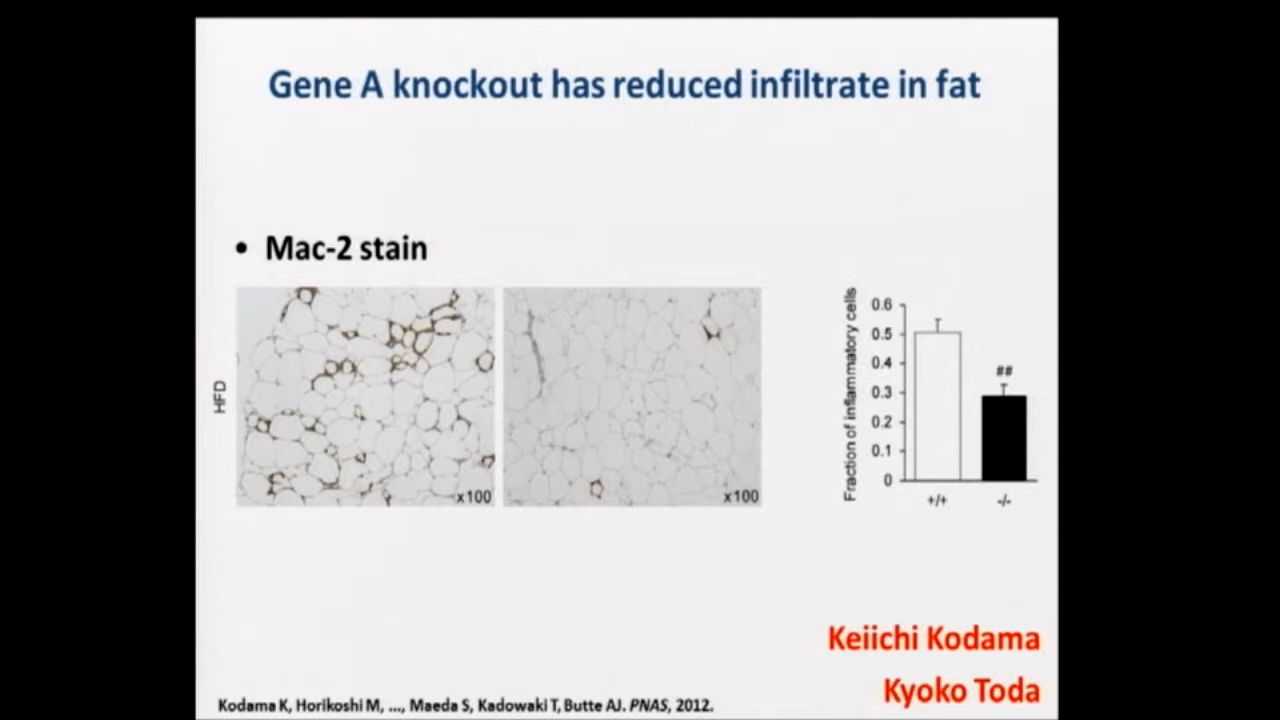 Gene A knockout has reduced infiltrate in fat
• Mac-2 stain
HFD
x100
x100
Fraction of inflammatory cells
0.6
0.5
0.4
0.3
0.2
0.1
0
##
+/+
-/-
Keiichi Kodama
Kyoko Toda
Kodama K, Horikoshi M, ..., Maeda S, Kadowaki T, Butte AJ. PNAS, 2012.